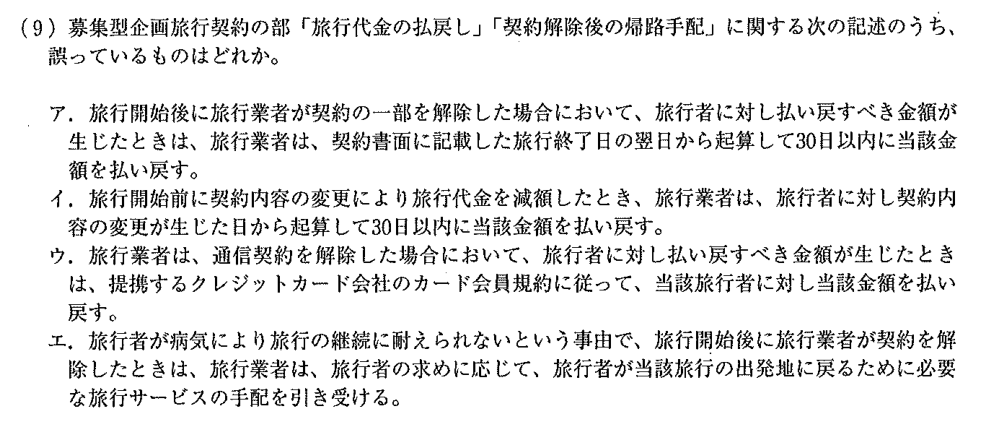 (9) 募集型企画旅行契約の部「旅行代金の払戻し」「契約解除後の帰路手配」に関する次の記述のうち、
誤っているものはどれか。
ア．旅行開始後に旅行業者が契約の一部を解除した場合において、旅行者に対し払い戻すべき金額が
生じたときは、旅行業者は、契約書面に記載した旅行終了日の翌日から起算して30日以内に当該金
額を払い戻す。
イ．旅行開始前に契約内容の変更により旅行代金を減額したとき、旅行業者は、旅行者に対し契約内
容の変更が生じた日から起算して30日以内に当該金額を払い戻す。
ウ．旅行業者は、通信契約を解除した場合において、旅行者に対し払い戻すべき金額が生じたとき
は、提携するクレジットカード会社のカード会員規約に従って、当該旅行者に対し当該金額を払い
戻す。
エ．旅行者が病気により旅行の継続に耐えられないという事由で、旅行開始後に旅行業者が契約を解
除したときは、旅行業者は、旅行者の求めに応じて、旅行者が当該旅行の出発地に戻るために必要
な旅行サービスの手配を引き受ける。